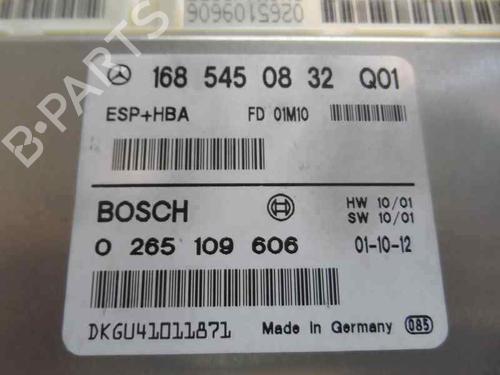 0265109606
168 545 08 32 Q01
ESP+HBA FD 01M10
BOSCH HW 10/01
SW 10/01
0 265 109 606 01-10-12
DKGU41011871 Made in Germany 085
B-PARTS